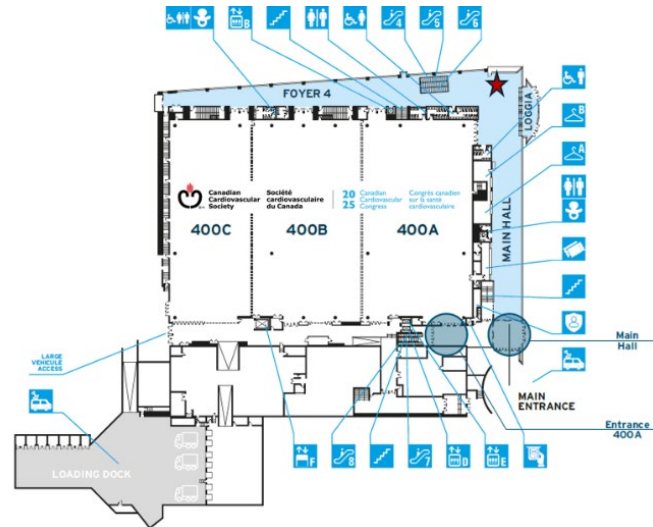 B
4
5
6
FOYER 4
LOGGIA
B
A
Canadian
Cardiovascular
Society
Société
cardiovasculaire
du Canada
20
25
Canadian
Cardiovascular
Congress
Congrès canadien
sur la santé
cardiovasculaire
400C
400B
400A
MAIN HALL
Main
Hall
LARGE
VEHICULE
ACCESS
MAIN
ENTRANCE
Entrance
400A
LOADING DOCK
F
8
7
D
E